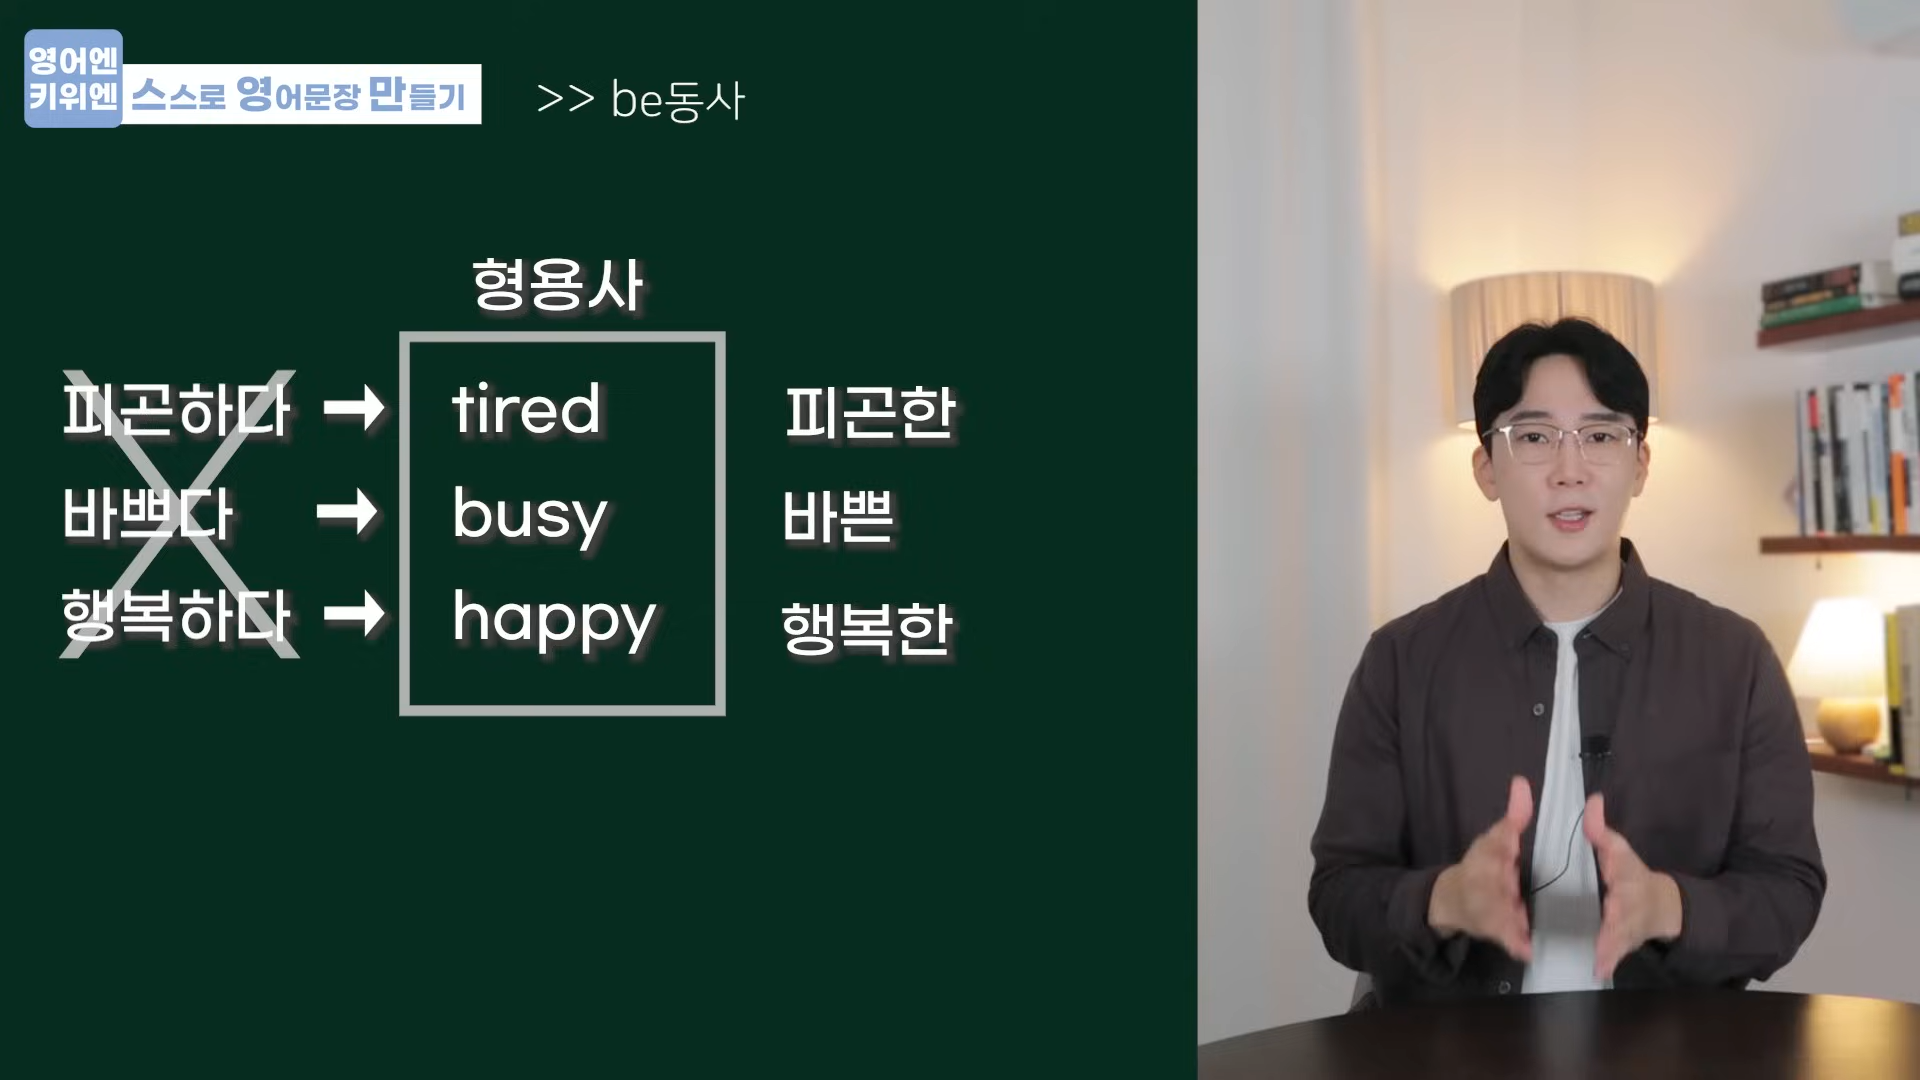 영어엔
키위엔
스스로 영어문장 만들기
>> be동사
형용사
피곤하다 → tired 피곤한
바쁘다 → busy 바쁜
행복하다 → happy 행복한